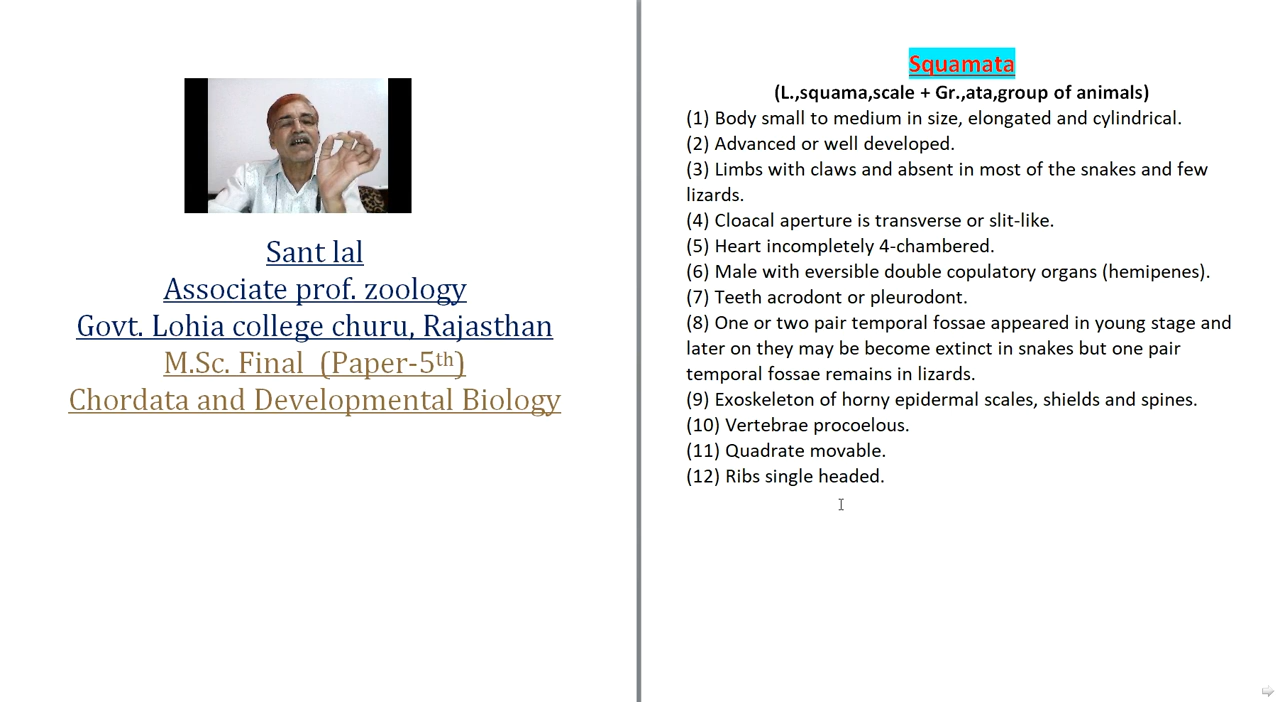 Sant lal
Associate prof. zoology
Govt. Lohia college churu, Rajasthan
M.Sc. Final  (Paper-5th)
Chordata and Developmental Biology
Squamata
(L.,squama,scale + Gr.,ata,group of animals)
(1) Body small to medium in size, elongated and cylindrical.
(2) Advanced or well developed.
(3) Limbs with claws and absent in most of the snakes and few
lizards.
(4) Cloacal aperture is transverse or slit-like.
(5) Heart incompletely 4-chambered.
(6) Male with eversible double copulatory organs (hemipenes).
(7) Teeth acrodont or pleurodont.
(8) One or two pair temporal fossae appeared in young stage and
later on they may be become extinct in snakes but one pair
temporal fossae remains in lizards.
(9) Exoskeleton of horny epidermal scales, shields and spines.
(10) Vertebrae procoelous.
(11) Quadrate movable.
(12) Ribs single headed.